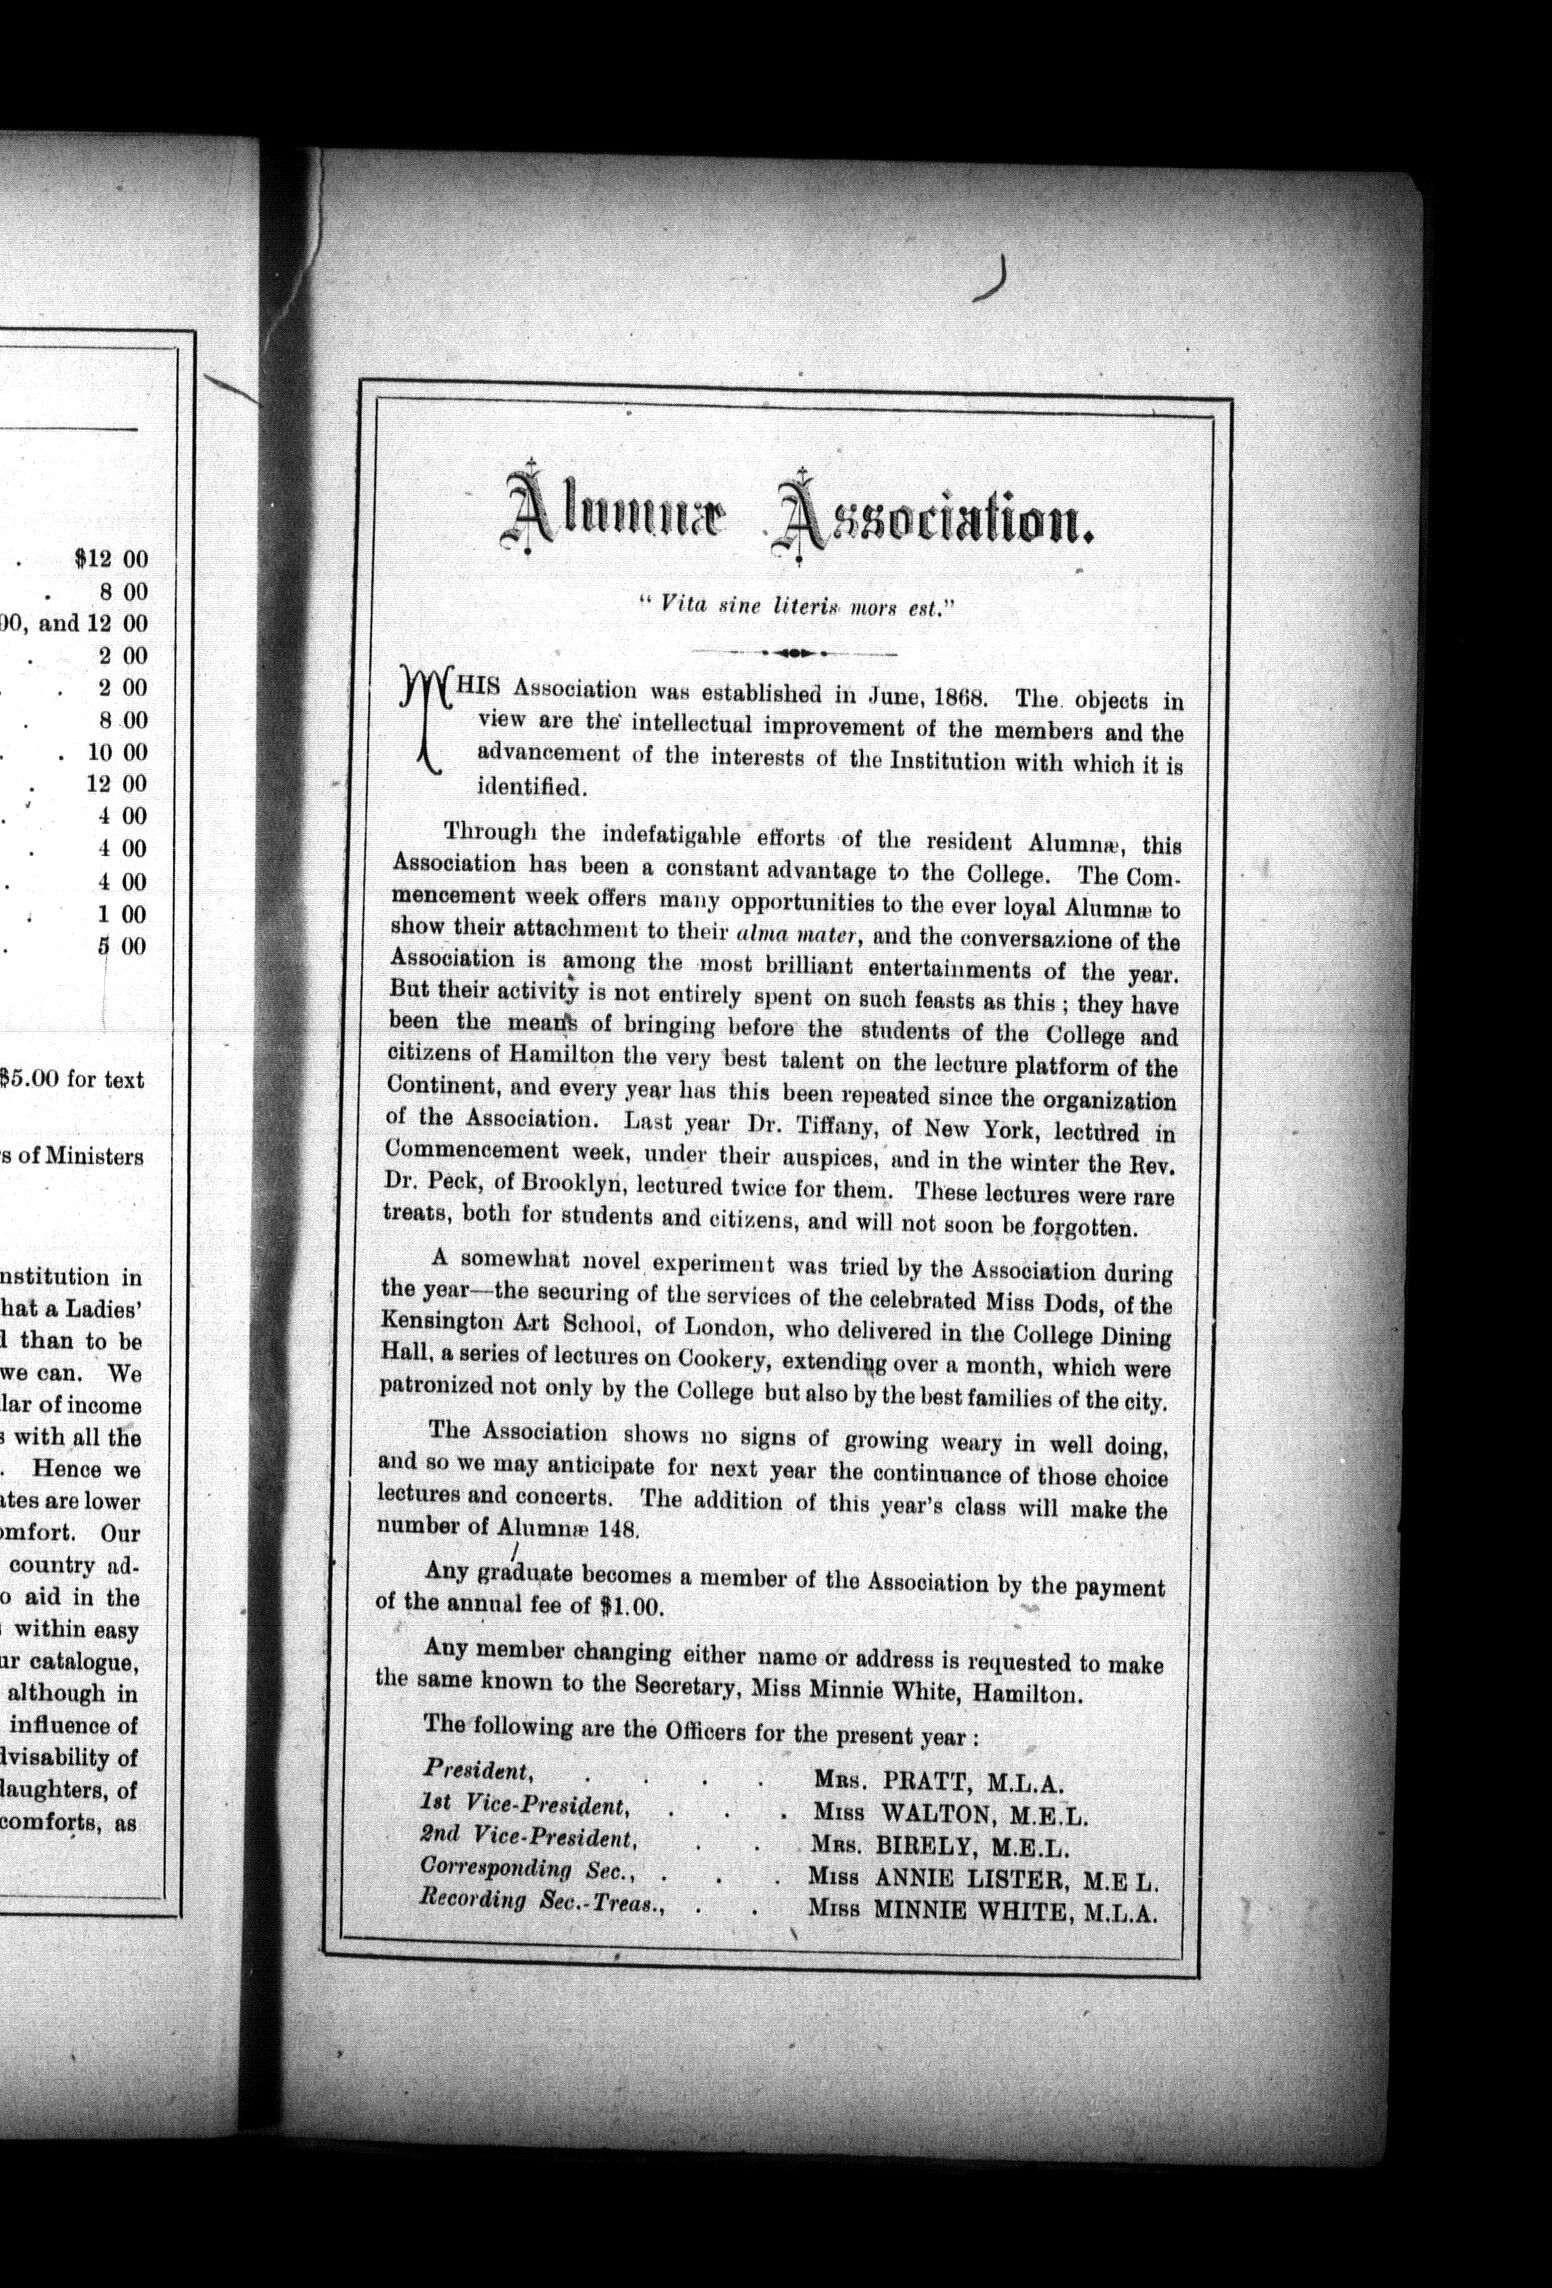 $12 00
8 00
00, and 12 00
2 00
2 00
8 00
10 00
12 00
4 00
4 00
4 00
1 00
5 00
$5.00 for text
s of Ministers
nstitution in
hat a Ladies'
l than to be
we can. We
lar of income
s with all the
. Hence we
ates are lower
omfort. Our
country ad-
o aid in the
within easy
ur catalogue,
although in
influence of
dvisability of
laughters, of
comforts, as
Alumnæ Association.
"Vita sine literis mors est."
THIS Association was established in June, 1868. The objects in
view are the intellectual improvement of the members and the
advancement of the interests of the Institution with which it is
identified.
Through the indefatigable efforts of the resident Alumnæ, this
Association has been a constant advantage to the College. The Com-
mencement week offers many opportunities to the ever loyal Alumnæ to
show their attachment to their alma mater, and the conversazione of the
Association is among the most brilliant entertainments of the year.
But their activity is not entirely spent on such feasts as this; they have
been the means of bringing before the students of the College and
citizens of Hamilton the very best talent on the lecture platform of the
Continent, and every year has this been repeated since the organization
of the Association. Last year Dr. Tiffany, of New York, lectured in
Commencement week, under their auspices, and in the winter the Rev.
Dr. Peck, of Brooklyn, lectured twice for them. These lectures were rare
treats, both for students and citizens, and will not soon be forgotten.
A somewhat novel experiment was tried by the Association during
the year—the securing of the services of the celebrated Miss Dods, of the
Kensington Art School, of London, who delivered in the College Dining
Hall, a series of lectures on Cookery, extending over a month, which were
patronized not only by the College but also by the best families of the city.
The Association shows no signs of growing weary in well doing,
and so we may anticipate for next year the continuance of those choice
lectures and concerts. The addition of this year's class will make the
number of Alumnæ 148.
Any graduate becomes a member of the Association by the payment
of the annual fee of $1.00.
Any member changing either name or address is requested to make
the same known to the Secretary, Miss Minnie White, Hamilton.
The following are the Officers for the present year:
President, . . . . MRS. PRATT, M.L.A.
1st Vice-President, . . . MISS WALTON, M.E.L.
2nd Vice-President, . . MRS. BIRELY, M.E.L.
Corresponding Sec., . . . MISS ANNIE LISTER, M.E L.
Recording Sec.-Treas., . . MISS MINNIE WHITE, M.L.A.